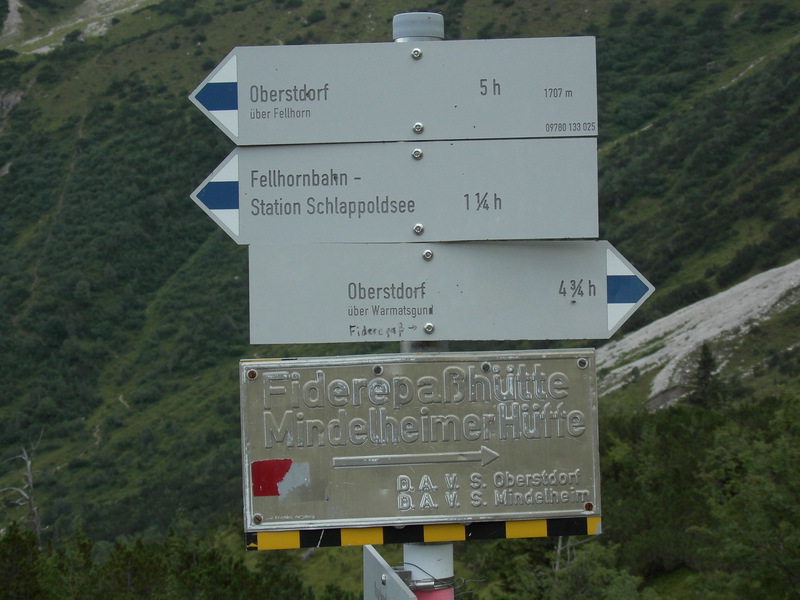 Oberstdorf 5 h 1707 m
über Fellhorn
09780 133 025
Fellhornbahn -
Station Schlappoldsee 1 ¼ h
Oberstdorf 4 ¾ h
über Warmatsgund
Fiderepaß →
Fiderepaßhütte
Mindelheimer Hütte
D. A. V. S. Oberstdorf
D. A. V. S. Mindelheim